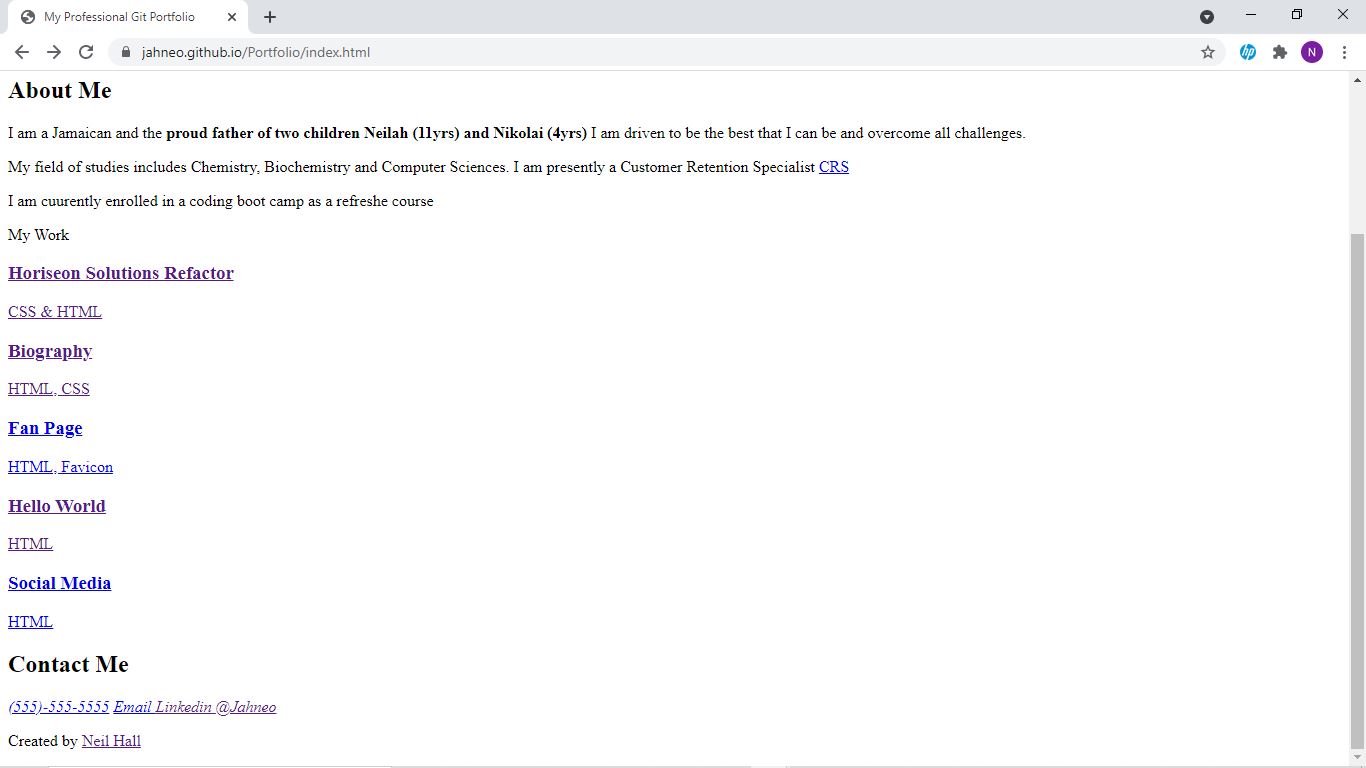 My Professional Git Portfolio
jahneo.github.io/Portfolio/index.html
hp
N
About Me
I am a Jamaican and the proud father of two children Neilah (11yrs) and Nikolai (4yrs) I am driven to be the best that I can be and overcome all challenges.
My field of studies includes Chemistry, Biochemistry and Computer Sciences. I am presently a Customer Retention Specialist CRS
I am cuurently enrolled in a coding boot camp as a refreshe course
My Work
Horiseon Solutions Refactor
CSS & HTML
Biography
HTML, CSS
Fan Page
HTML, Favicon
Hello World
HTML
Social Media
HTML
Contact Me
(555)-555-5555 Email Linkedin @Jahneo
Created by Neil Hall